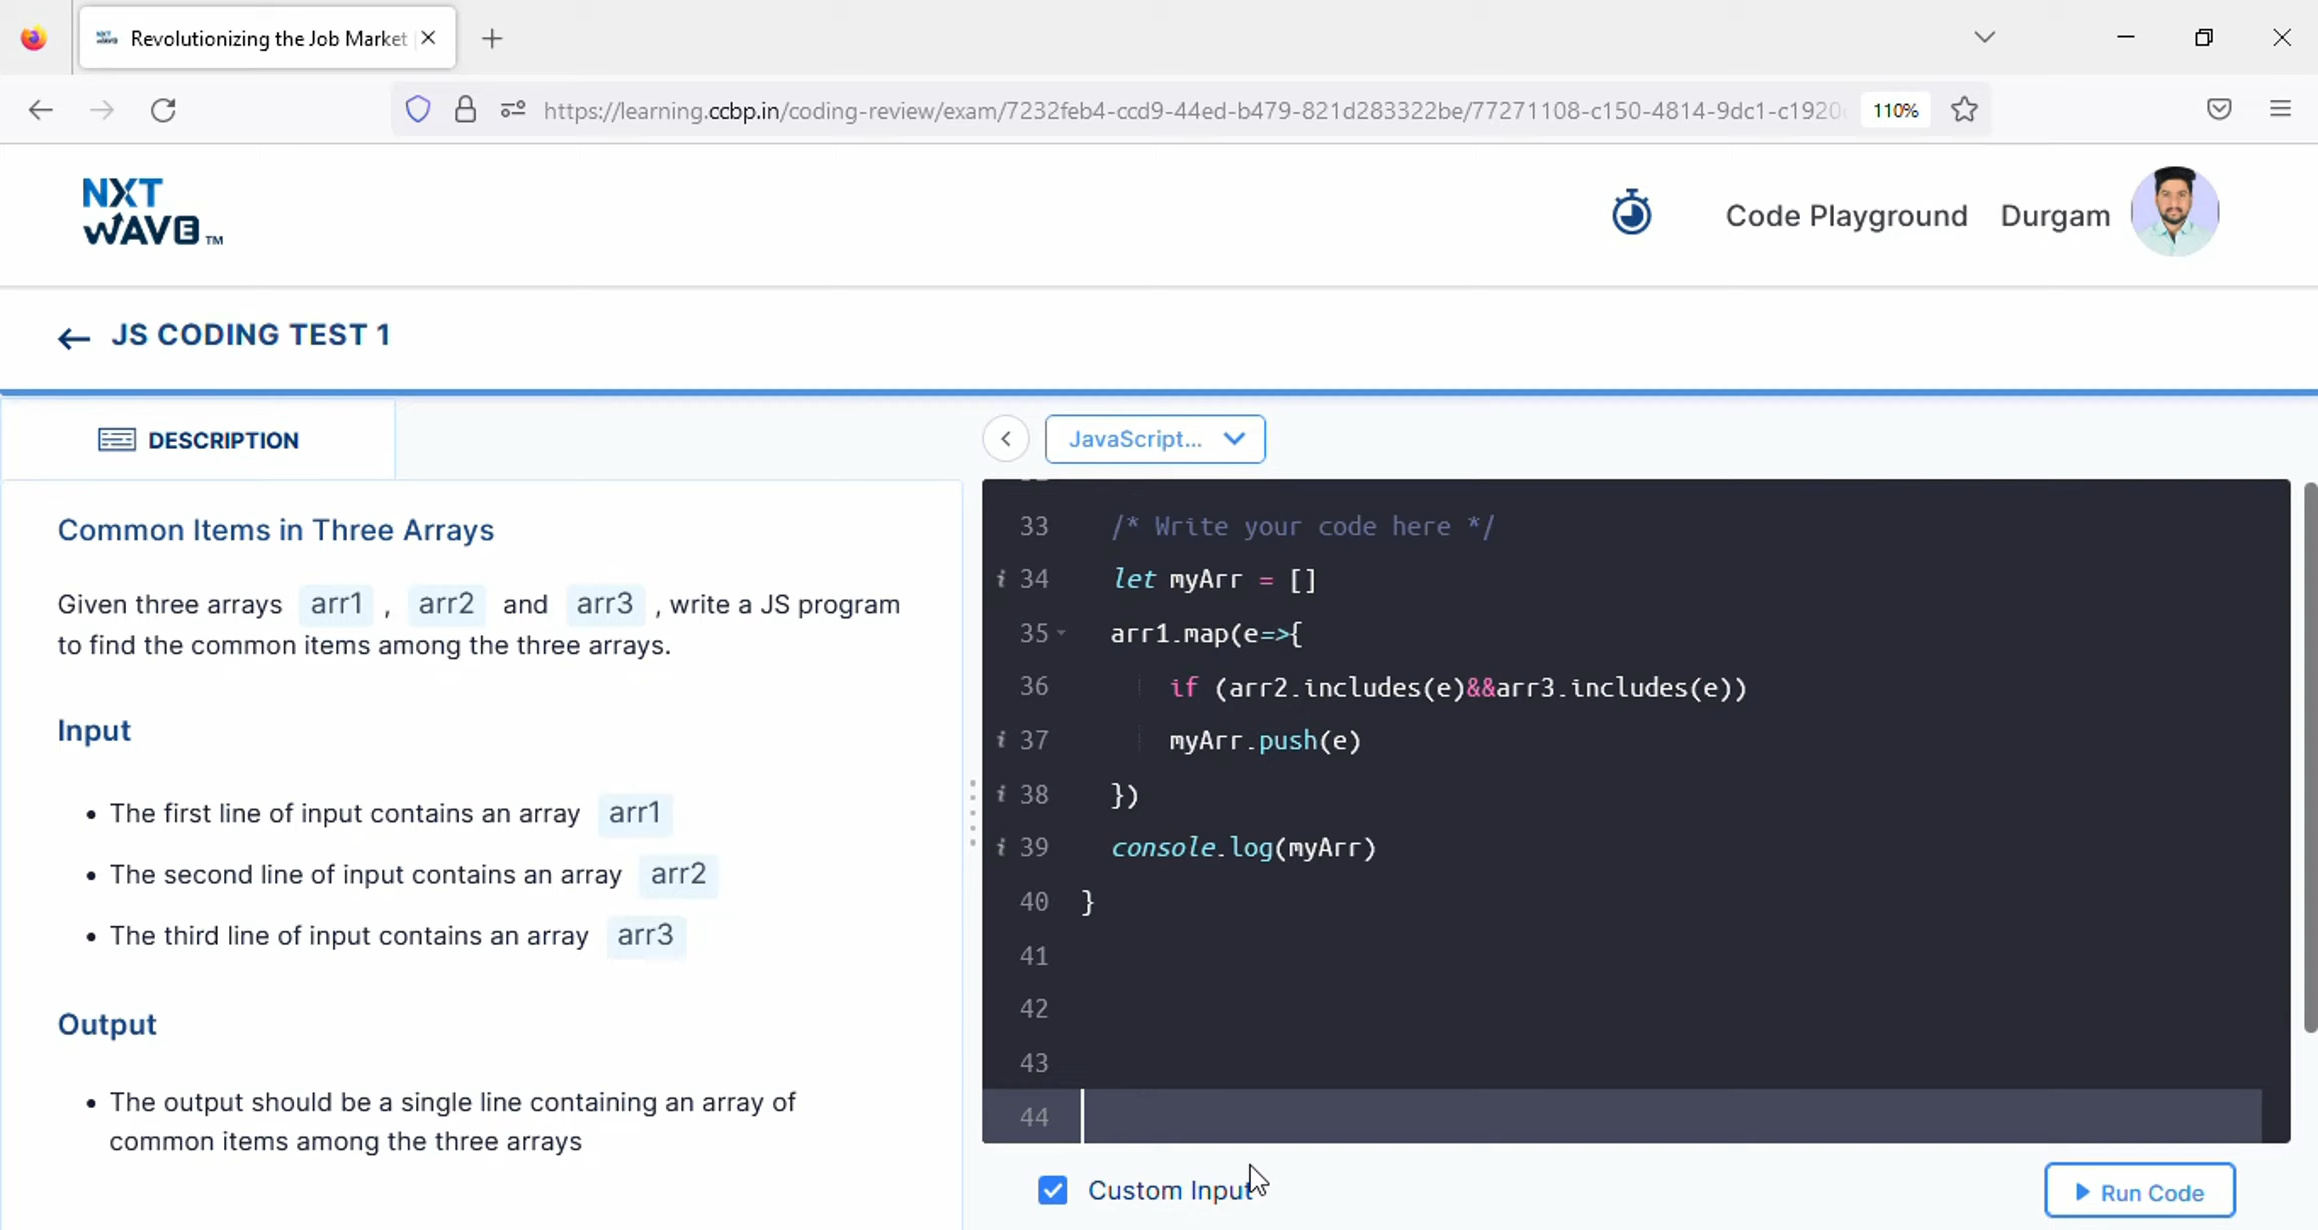 Revolutionizing the Job Market
https://learning.ccbp.in/coding-review/exam/7232feb4-ccd9-44ed-b479-821d283322be/77271108-c150-4814-9dc1-c1920 110%
NXT
WAVE TM
Code Playground Durgam
JS CODING TEST 1
DESCRIPTION
JavaScript...
Common Items in Three Arrays
Given three arrays arr1 , arr2 and arr3 , write a JS program
to find the common items among the three arrays.
Input
• The first line of input contains an array arr1
• The second line of input contains an array arr2
• The third line of input contains an array arr3
Output
• The output should be a single line containing an array of
common items among the three arrays
33 /* Write your code here */
i 34 let myArr = []
35 arr1.map(e=>{
36 if (arr2.includes(e)&&arr3.includes(e))
i 37 myArr.push(e)
i 38 })
i 39 console.log(myArr)
40 }
41
42
43
44
Custom Input
Run Code